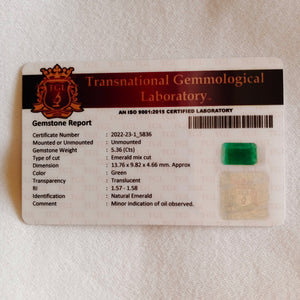 TGL
Transnational Gemmological
Laboratory
AN ISO 9001:2015 CERTIFIED LABORATORY
Gemstone Report
Certificate Number : 2022-23-1_5836
Mounted or Unmounted : Unmounted
Gemstone Weight : 5.36 (Cts)
Type of cut : Emerald mix cut
Dimension : 13.76 x 9.82 x 4.66 mm. Approx
Color : Green
Transparency : Translucent
RI : 1.57 - 1.58
Identification : Natural Emerald
Comments : Minor indication of oil observed.